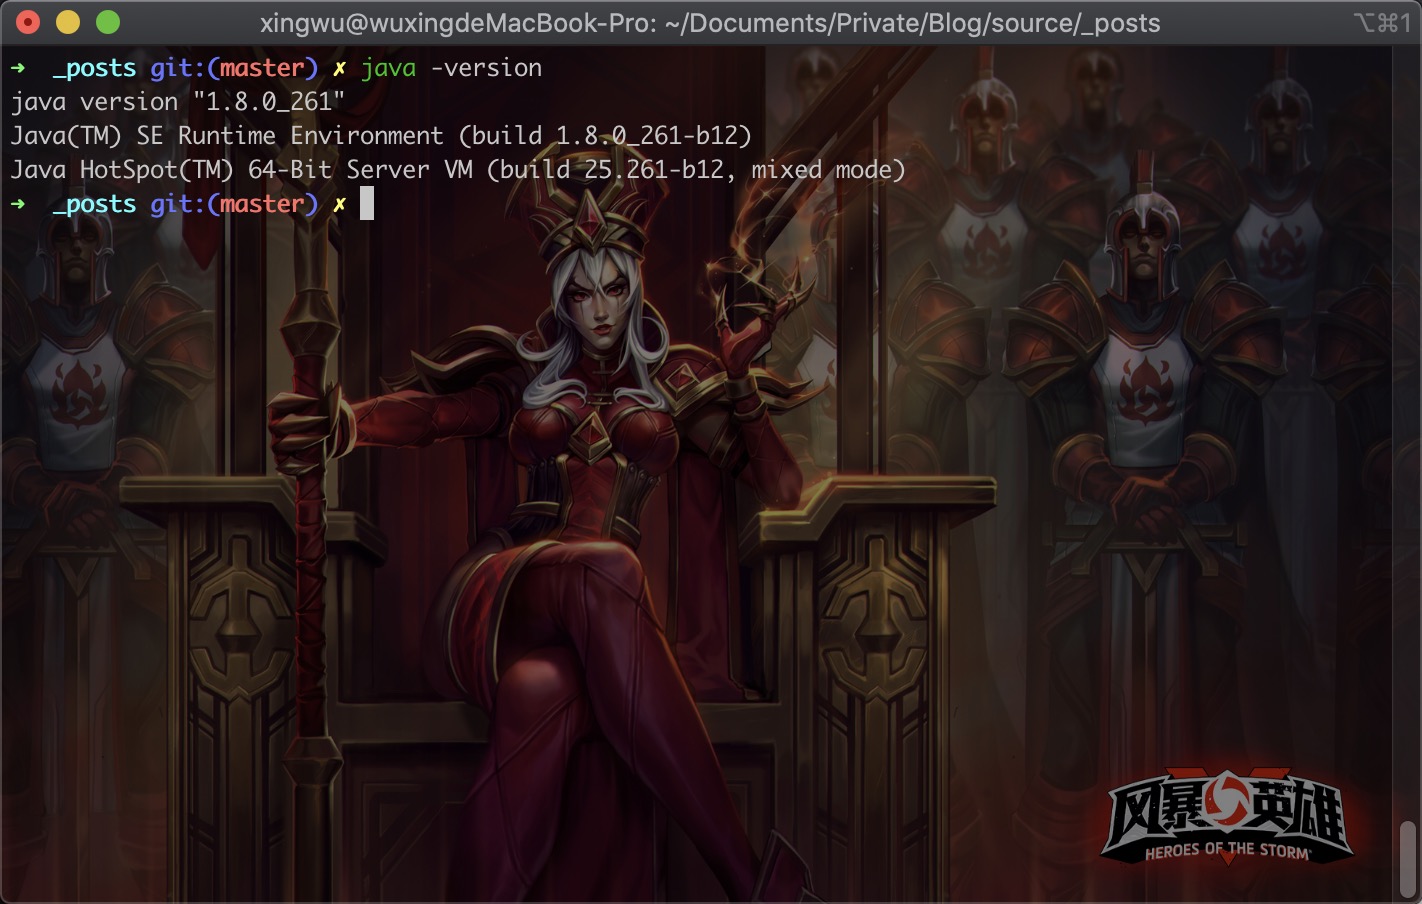 xingwu@wuxingdeMacBook-Pro: ~/Documents/Private/Blog/source/_posts
⌥⌘1
➜ _posts git:(master) ✗ java -version
java version "1.8.0_261"
Java(TM) SE Runtime Environment (build 1.8.0_261-b12)
Java HotSpot(TM) 64-Bit Server VM (build 25.261-b12, mixed mode)
➜ _posts git:(master) ✗
风暴英雄
HEROES OF THE STORM